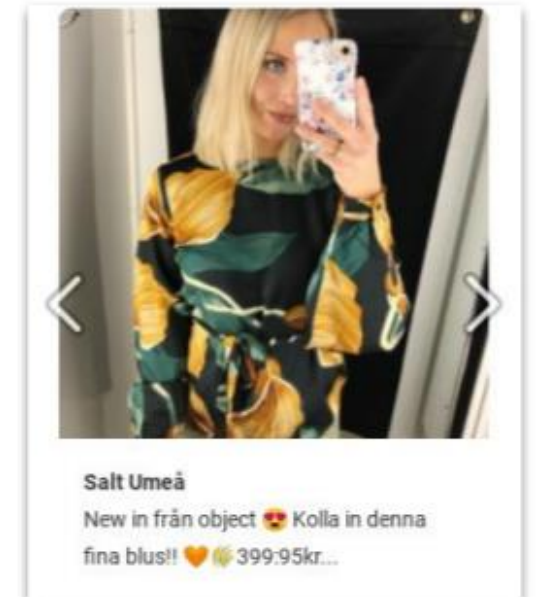 Salt Umeå
New in från object 😍 Kolla in denna
fina blus!! 🧡🌾 399:95kr...